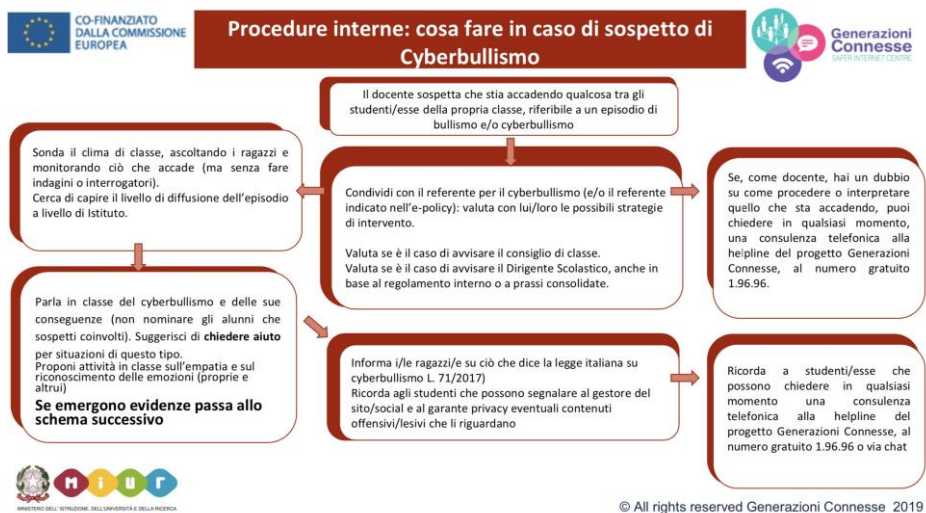 CO-FINANZIATO
DALLA COMMISSIONE
EUROPEA
Procedure interne: cosa fare in caso di sospetto di
Cyberbullismo
Generazioni
Connesse
SAFER INTERNET CENTRE
Il docente sospetta che stia accadendo qualcosa tra gli
studenti/esse della propria classe, riferibile a un episodio di
bullismo e/o cyberbullismo
Sonda il clima di classe, ascoltando i ragazzi e
monitorando ciò che accade (ma senza fare
indagini o interrogatori).
Cerca di capire il livello di diffusione dell'episodio
a livello di Istituto.
Condividi con il referente per il cyberbullismo (e/o il referente
indicato nell'e-policy): valuta con lui/loro le possibili strategie
di intervento.
Valuta se è il caso di avvisare il consiglio di classe.
Valuta se è il caso di avvisare il Dirigente Scolastico, anche in
base al regolamento interno o a prassi consolidate.
Se, come docente, hai un dubbio
su come procedere o interpretare
quello che sta accadendo, puoi
chiedere in qualsiasi momento,
una consulenza telefonica alla
helpline del progetto Generazioni
Connesse, al numero gratuito
1.96.96.
Parla in classe del cyberbullismo e delle sue
conseguenze (non nominare gli alunni che
sospetti coinvolti). Suggerisci di chiedere aiuto
per situazioni di questo tipo.
Proponi attività in classe sull'empatia e sul
riconoscimento delle emozioni (proprie e
altrui)
Se emergono evidenze passa allo
schema successivo
Informa i/le ragazzi/e su ciò che dice la legge italiana su
cyberbullismo L. 71/2017)
Ricorda agli studenti che possono segnalare al gestore del
sito/social e al garante privacy eventuali contenuti
offensivi/lesivi che li riguardano
Ricorda a studenti/esse che
possono chiedere in qualsiasi
momento una consulenza
telefonica alla helpline del
progetto Generazioni Connesse, al
numero gratuito 1.96.96 o via chat
MIUR
MINISTERO DELL' ISTRUZIONE, DELL'UNIVERSITÀ E DELLA RICERCA
© All rights reserved Generazioni Connesse 2019